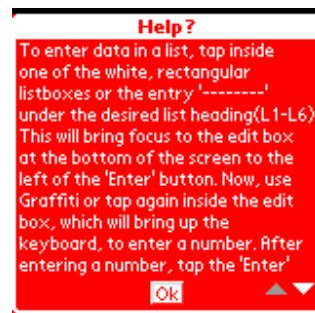 Help?
To enter data in a list, tap inside
one of the white, rectangular
listboxes or the entry '--------'
under the desired list heading(L1-L6)
This will bring focus to the edit box
at the bottom of the screen to the
left of the 'Enter' button. Now, use
Graffiti or tap again inside the edit
box, which will bring up the
keyboard, to enter a number. After
entering a number, tap the 'Enter'
Ok